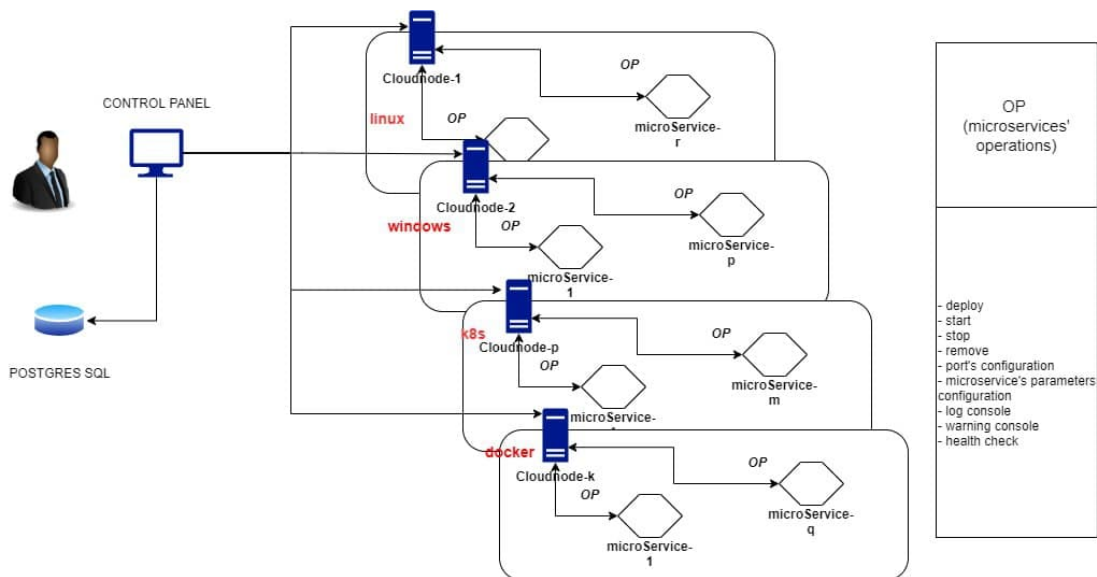 CONTROL PANEL
POSTGRES SQL
Cloudnode-1
linux
OP
OP
microService-
r
Cloudnode-2
windows
OP
OP
microService-
1
microService-
p
k8s
Cloudnode-p
OP
OP
microService-
m
docker
Cloudnode-k
OP
OP
microService-
1
microService-
q
OP
(microservices'
operations)
- deploy
- start
- stop
- remove
- port's configuration
- microservice's parameters
configuration
- log console
- warning console
- health check